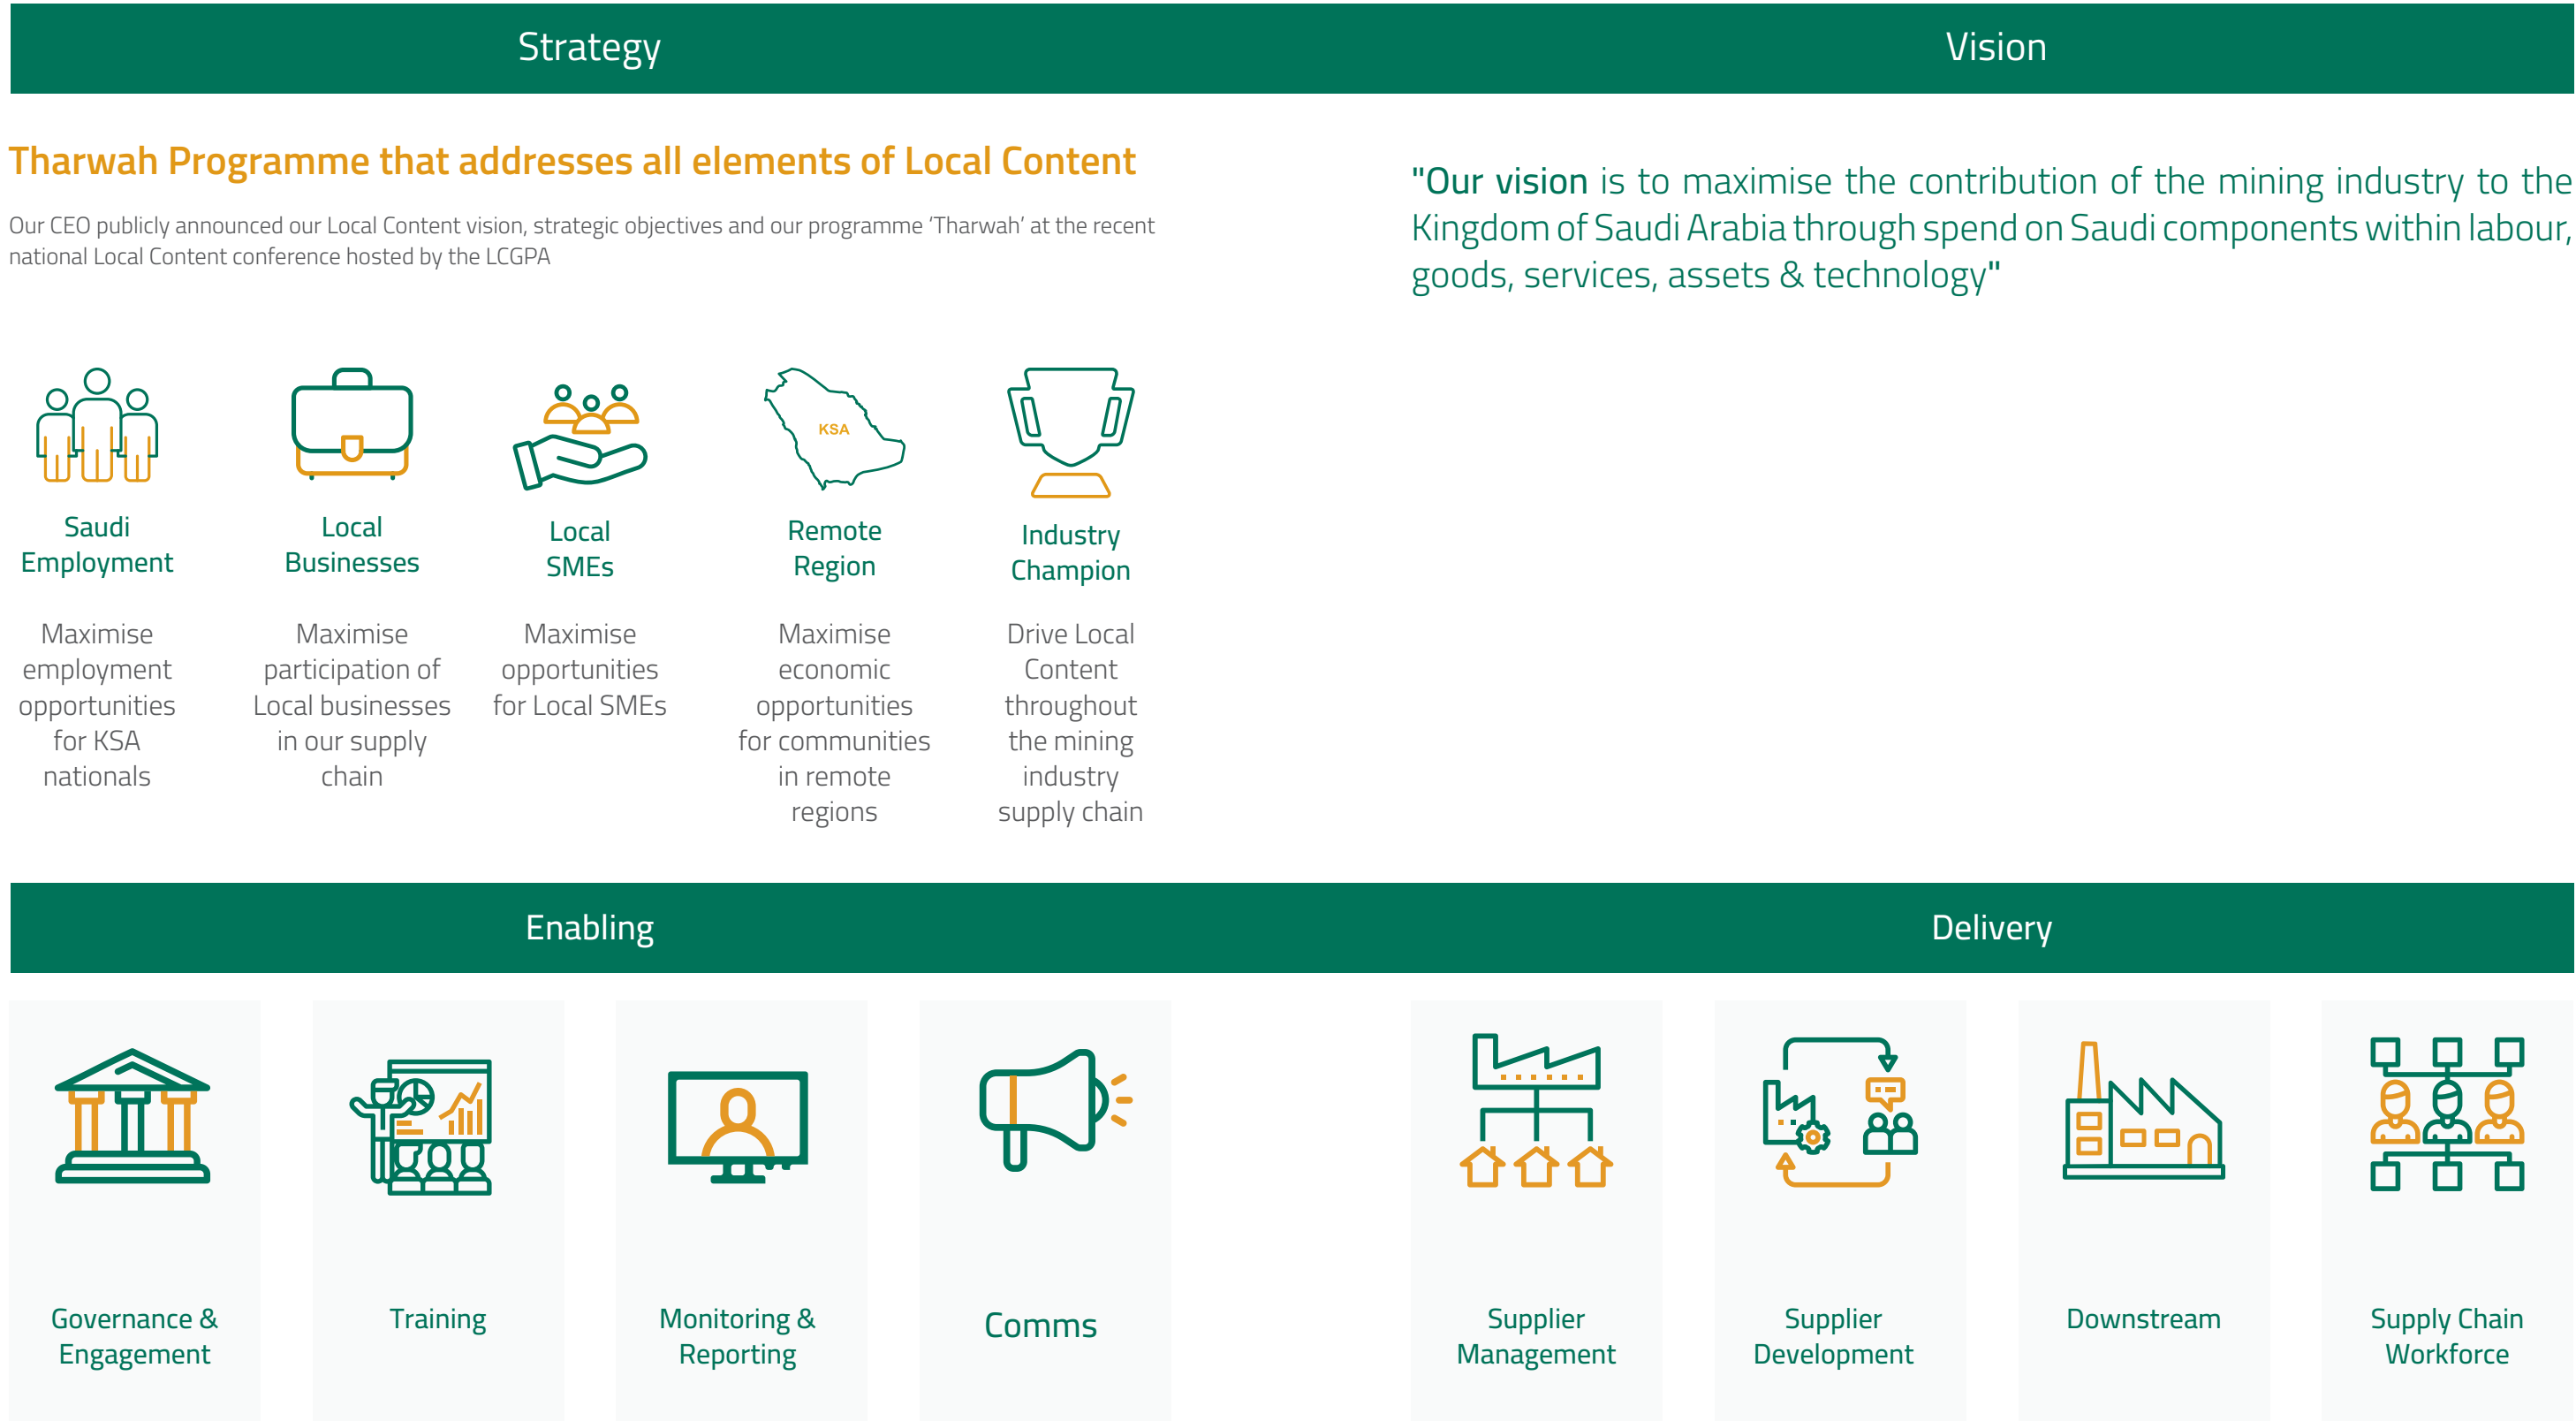 Strategy
Vision
Tharwah Programme that addresses all elements of Local Content
Our CEO publicly announced our Local Content vision, strategic objectives and our programme ‘Tharwah’ at the recent
national Local Content conference hosted by the LCGPA
"Our vision is to maximise the contribution of the mining industry to the
Kingdom of Saudi Arabia through spend on Saudi components within labour,
goods, services, assets & technology"
KSA
Saudi
Employment
Maximise
employment
opportunities
for KSA
nationals
Local
Businesses
Maximise
participation of
Local businesses
in our supply
chain
Local
SMEs
Maximise
opportunities
for Local SMEs
Remote
Region
Maximise
economic
opportunities
for communities
in remote
regions
Industry
Champion
Drive Local
Content
throughout
the mining
industry
supply chain
Enabling
Delivery
Governance &
Engagement
Training
Monitoring &
Reporting
Comms
Supplier
Management
Supplier
Development
Downstream
Supply Chain
Workforce